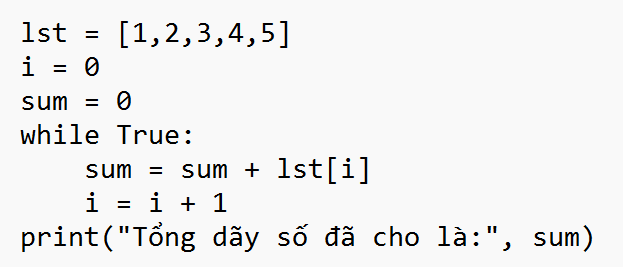 lst = [1,2,3,4,5]
i = 0
sum = 0
while True:
    sum = sum + lst[i]
    i = i + 1
print("Tổng dãy số đã cho là:", sum)